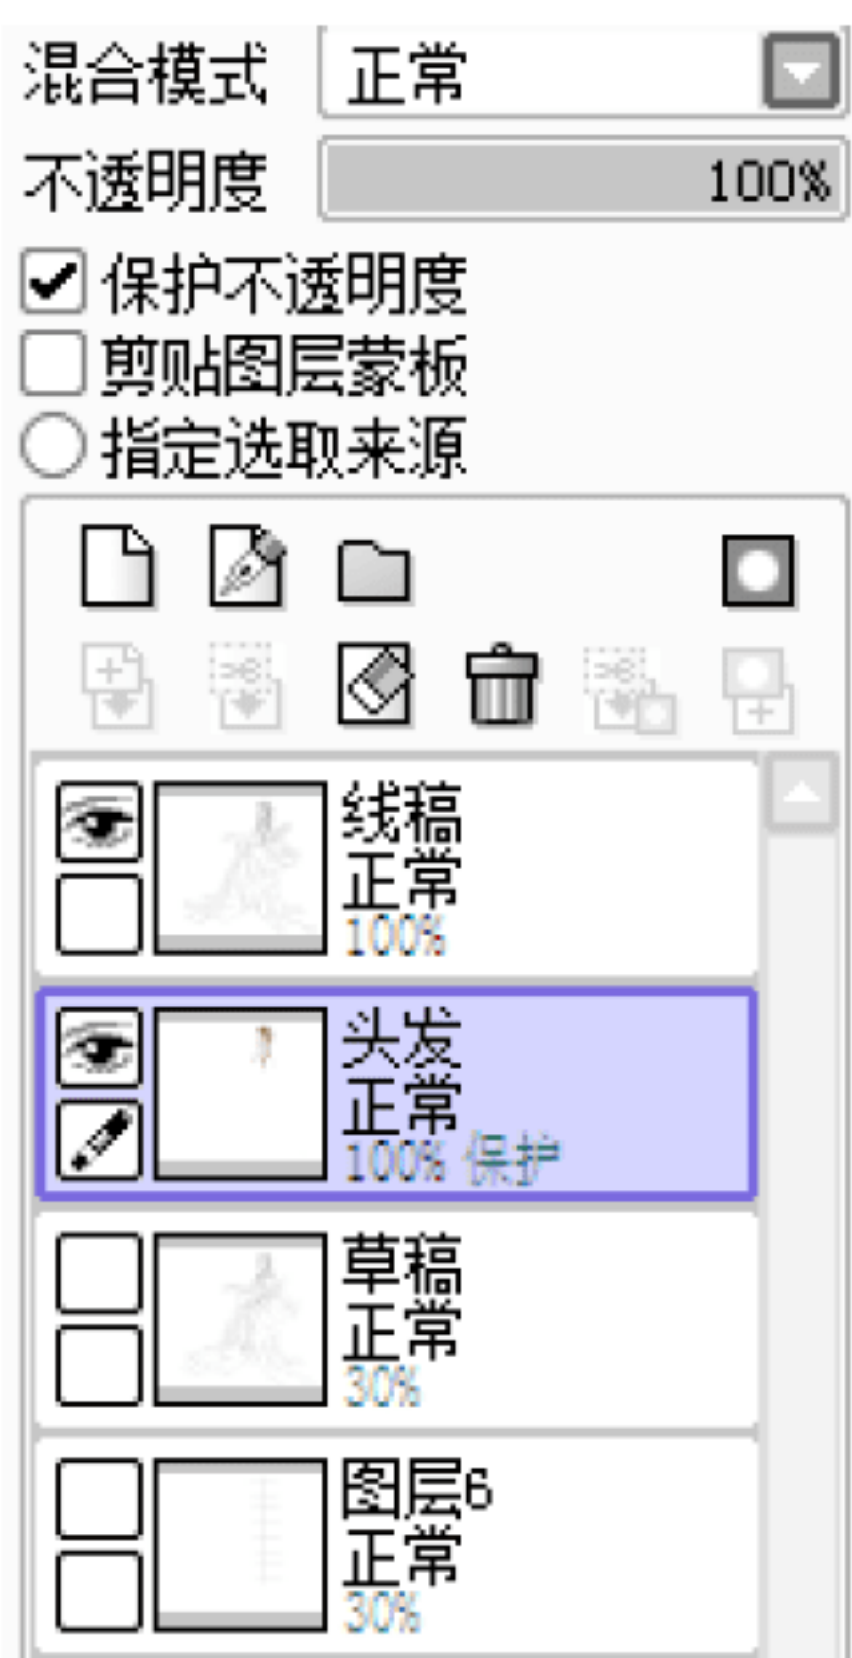 混合模式 正常
不透明度 100%
保护不透明度
剪贴图层蒙板
指定选取来源
线稿
正常
100%
头发
正常
100% 保护
草稿
正常
30%
图层6
正常
30%